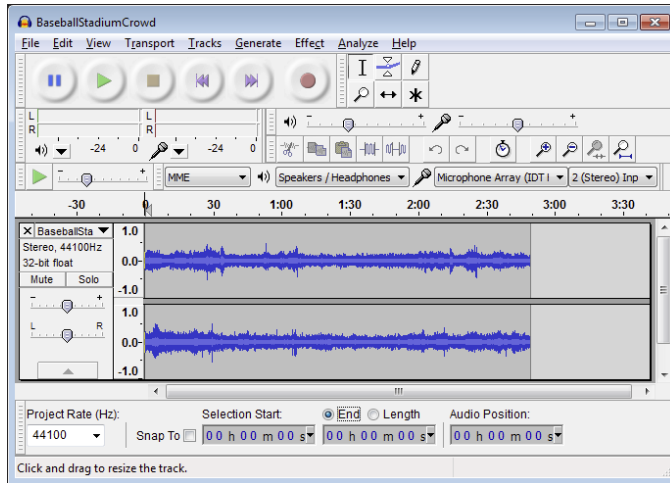 BaseballStadiumCrowd
File Edit View Transport Tracks Generate Effect Analyze Help
L L
R R
-24 0 -24 0
- + - +
- + MME Speakers / Headphones Microphone Array (IDT 2 (Stereo) Inp
-30 0 30 1:00 1:30 2:00 2:30 3:00 3:30
X BaseballSta
Stereo, 44100Hz
32-bit float
Mute Solo
- +
L R
1.0
0.0
-1.0
1.0
0.0
-1.0
Project Rate (Hz): Selection Start: End Length Audio Position:
44100 Snap To 00 h 00 m 00 s 00 h 00 m 00 s 00 h 00 m 00 s
Click and drag to resize the track.